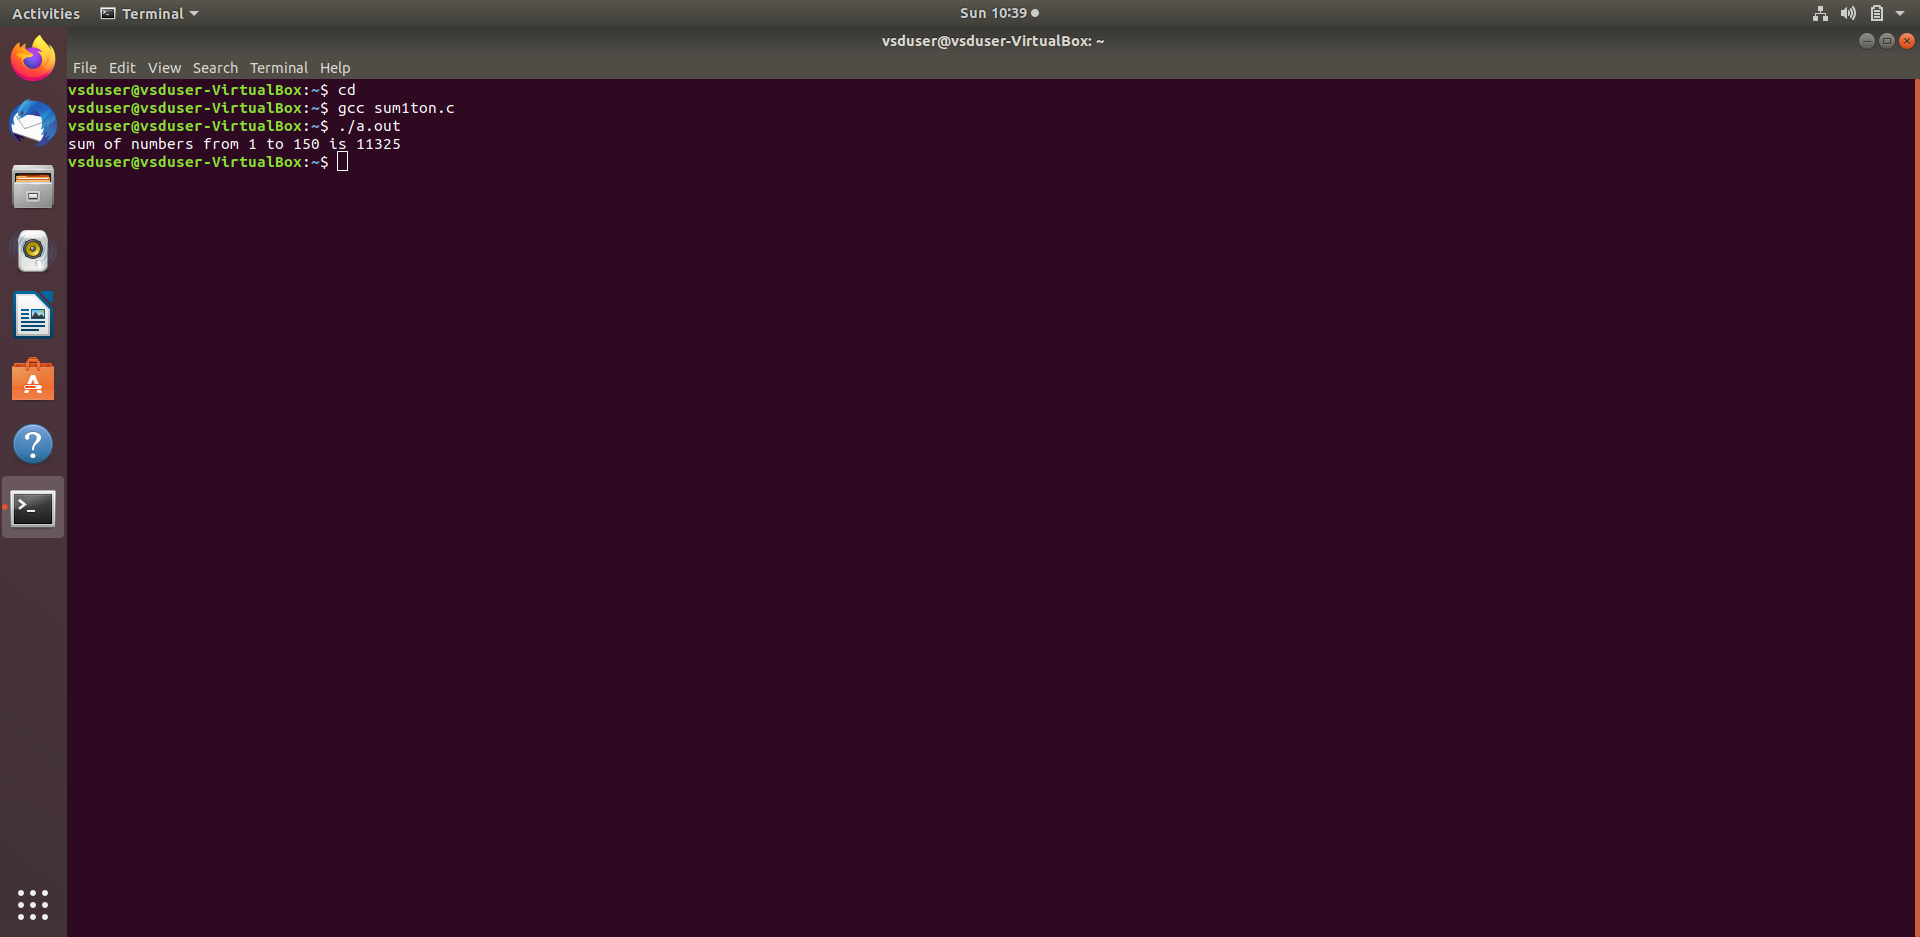 Activities Terminal Sun 10:39
vsduser@vsduser-VirtualBox: ~
File Edit View Search Terminal Help
vsduser@vsduser-VirtualBox:~$ cd
vsduser@vsduser-VirtualBox:~$ gcc sum1ton.c
vsduser@vsduser-VirtualBox:~$ ./a.out
sum of numbers from 1 to 150 is 11325
vsduser@vsduser-VirtualBox:~$